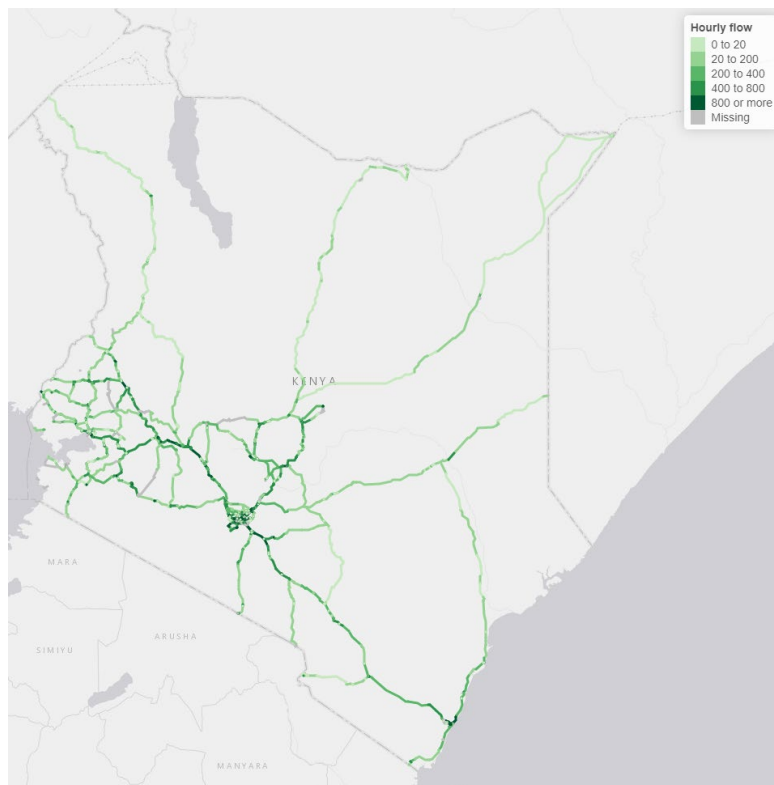 Hourly flow
0 to 20
20 to 200
200 to 400
400 to 800
800 or more
Missing
KENYA
MARA
SIMIYU
ARUSHA
MANYARA